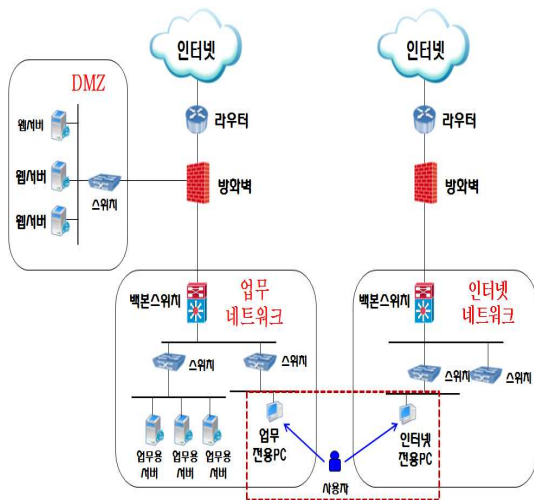 인터넷
인터넷
DMZ
라우터
라우터
웹서버
웹서버
웹서버
스위치
방화벽
방화벽
백본스위치
업무
네트워크
백본스위치
인터넷
네트워크
스위치
스위치
스위치
스위치
업무용
서버
업무용
서버
업무용
서버
업무
전용PC
인터넷
전용PC
사용자